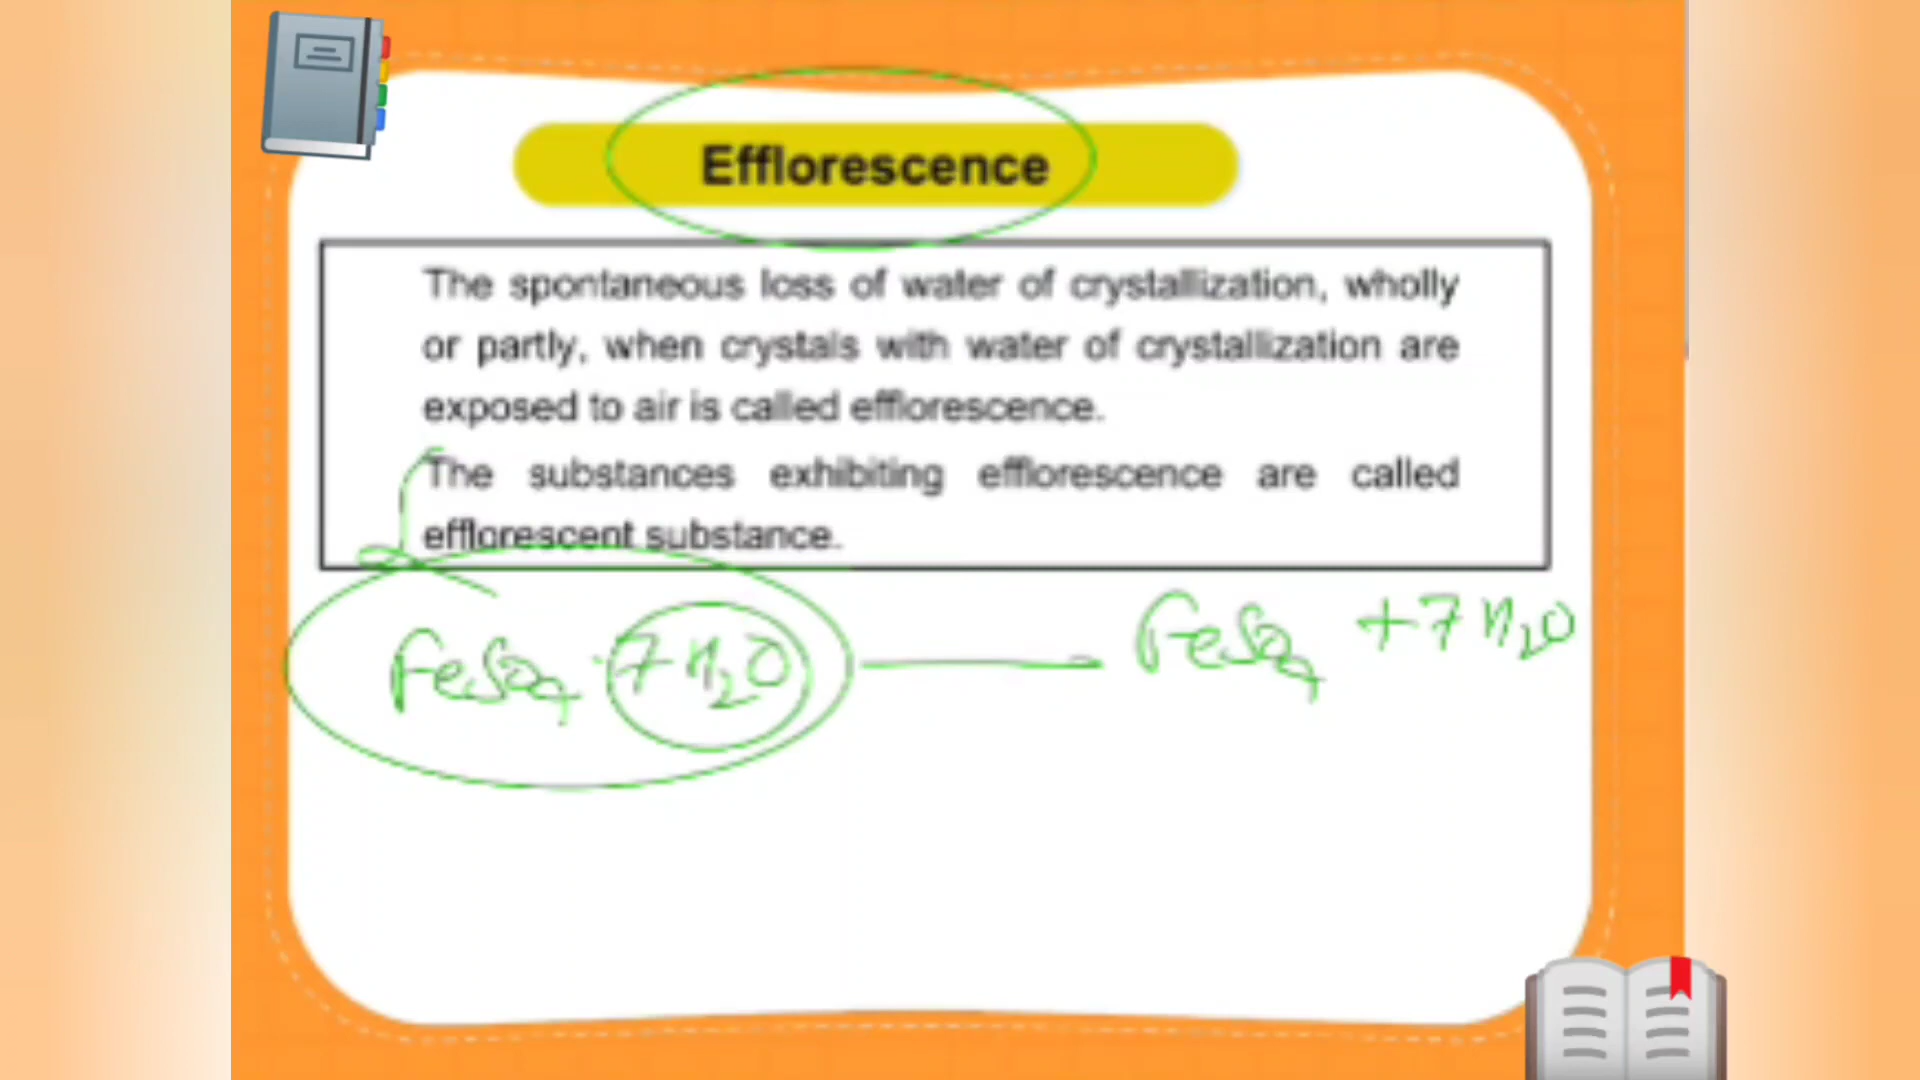 Efflorescence
The spontaneous loss of water of crystallization, wholly
or partly, when crystals with water of crystallization are
exposed to air is called efflorescence.
The substances exhibiting efflorescence are called
efflorescent substance.
FeSO4 · 7H2O → FeSO4 + 7H2O